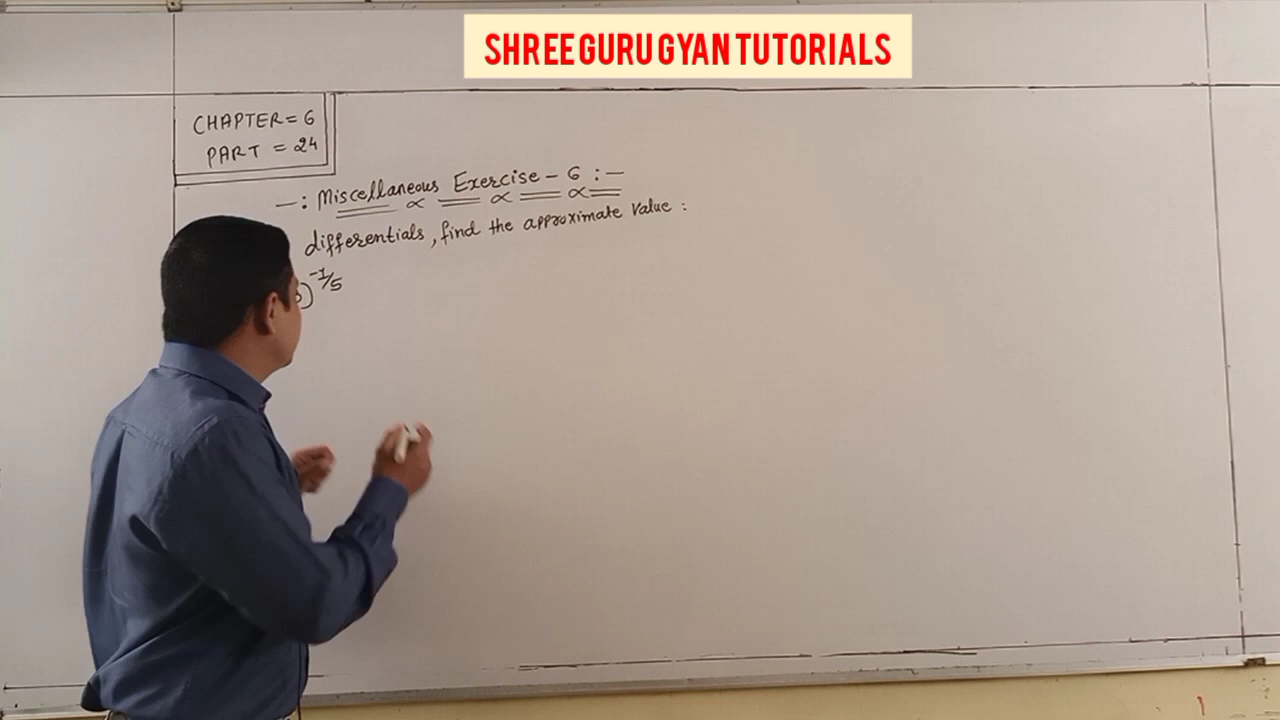 SHREE GURU GYAN TUTORIALS
CHAPTER = 6
PART = 24
-: Miscellaneous Exercise - 6 :-
differentials, find the approximate value :
)^-1/5